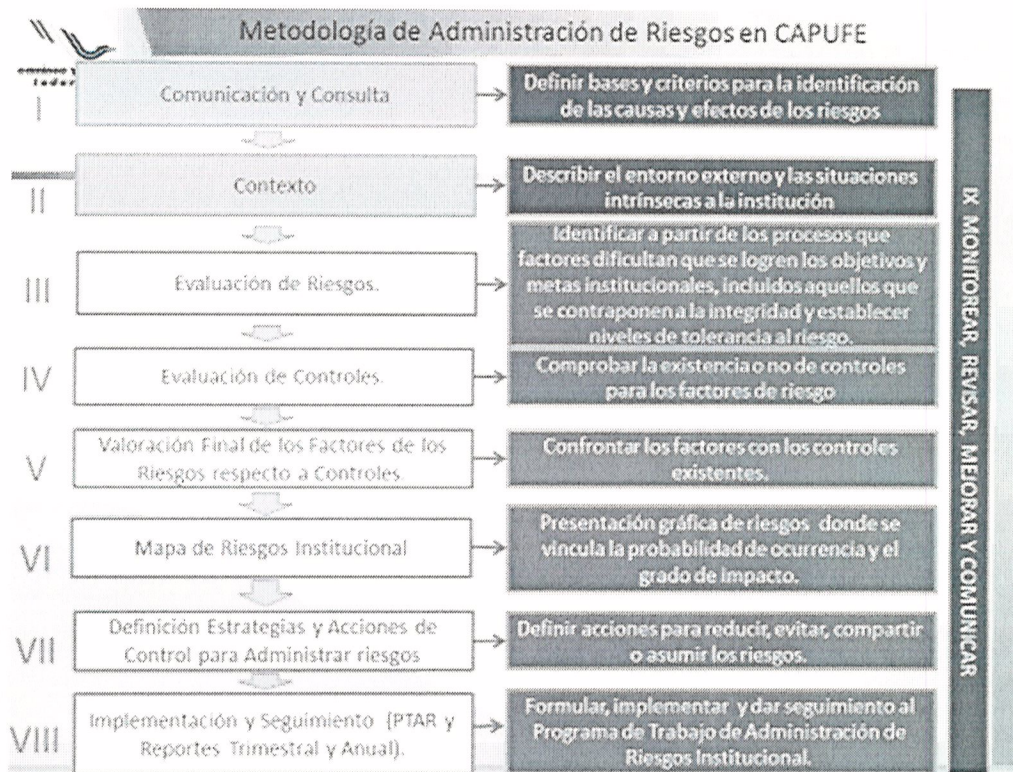 Metodología de Administración de Riesgos en CAPUFE
I
Comunicación y Consulta
Definir bases y criterios para la identificación
de las causas y efectos de los riesgos
II
Contexto
Describir el entorno externo y las situaciones
intrínsecas a la institución
III
Evaluación de Riesgos.
Identificar a partir de los procesos que
factores dificultan que se logren los objetivos y
metas institucionales, incluidos aquellos que
se contraponen a la integridad y establecer
niveles de tolerancia al riesgo.
IV
Evaluación de Controles.
Comprobar la existencia o no de controles
para los factores de riesgo
V
Valoración Final de los Factores de los
Riesgos respecto a Controles.
Confrontar los factores con los controles
existentes.
VI
Mapa de Riesgos Institucional
Presentación gráfica de riesgos donde se
vincula la probabilidad de ocurrencia y el
grado de impacto.
VII
Definición Estrategias y Acciones de
Control para Administrar riesgos
Definir acciones para reducir, evitar, compartir
o asumir los riesgos.
VIII
Implementación y Seguimiento (PTAR y
Reportes Trimestral y Anual).
Formular, implementar y dar seguimiento al
Programa de Trabajo de Administración de
Riesgos Institucional.
IX MONITOREAR, REVISAR, MEJORAR Y COMUNICAR